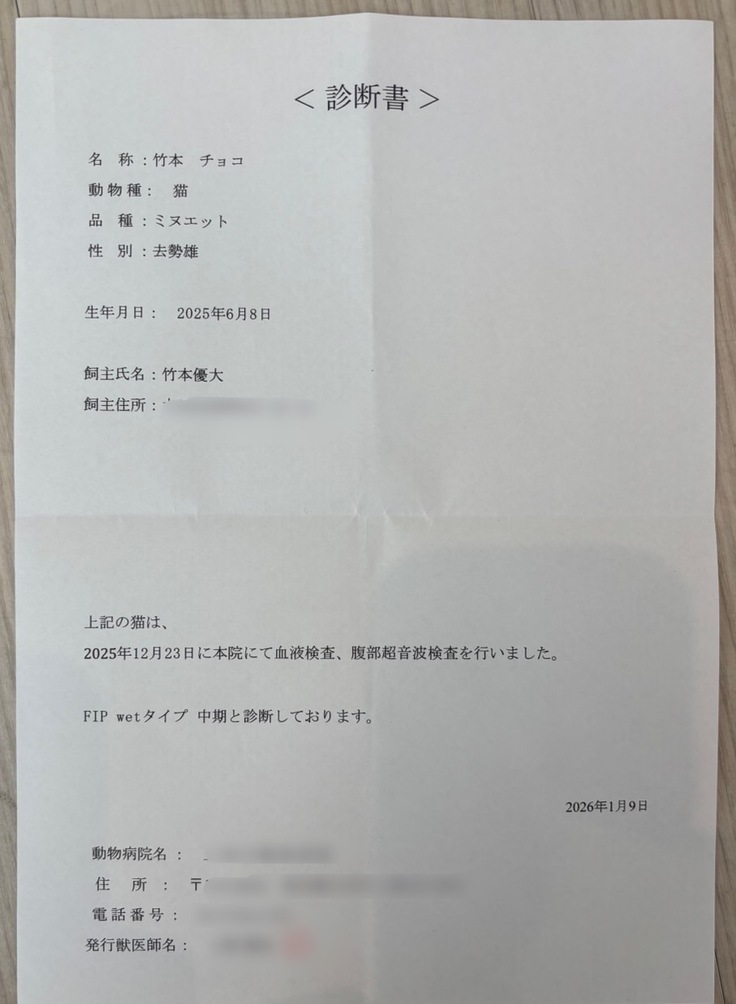 ＜ 診断書 ＞
名　称 ：竹本　チョコ
動物種：　猫
品　種 ：ミヌエット
性　別 ：去勢雄
生年月日：　2025年6月8日
飼主氏名：竹本優大
飼主住所：
上記の猫は、
2025年12月23日に本院にて血液検査、腹部超音波検査を行いました。
FIP wetタイプ 中期と診断しております。
2026年1月9日
動物病院名 ：
住　所　：　〒
電話番号 ：
発行獣医師名：